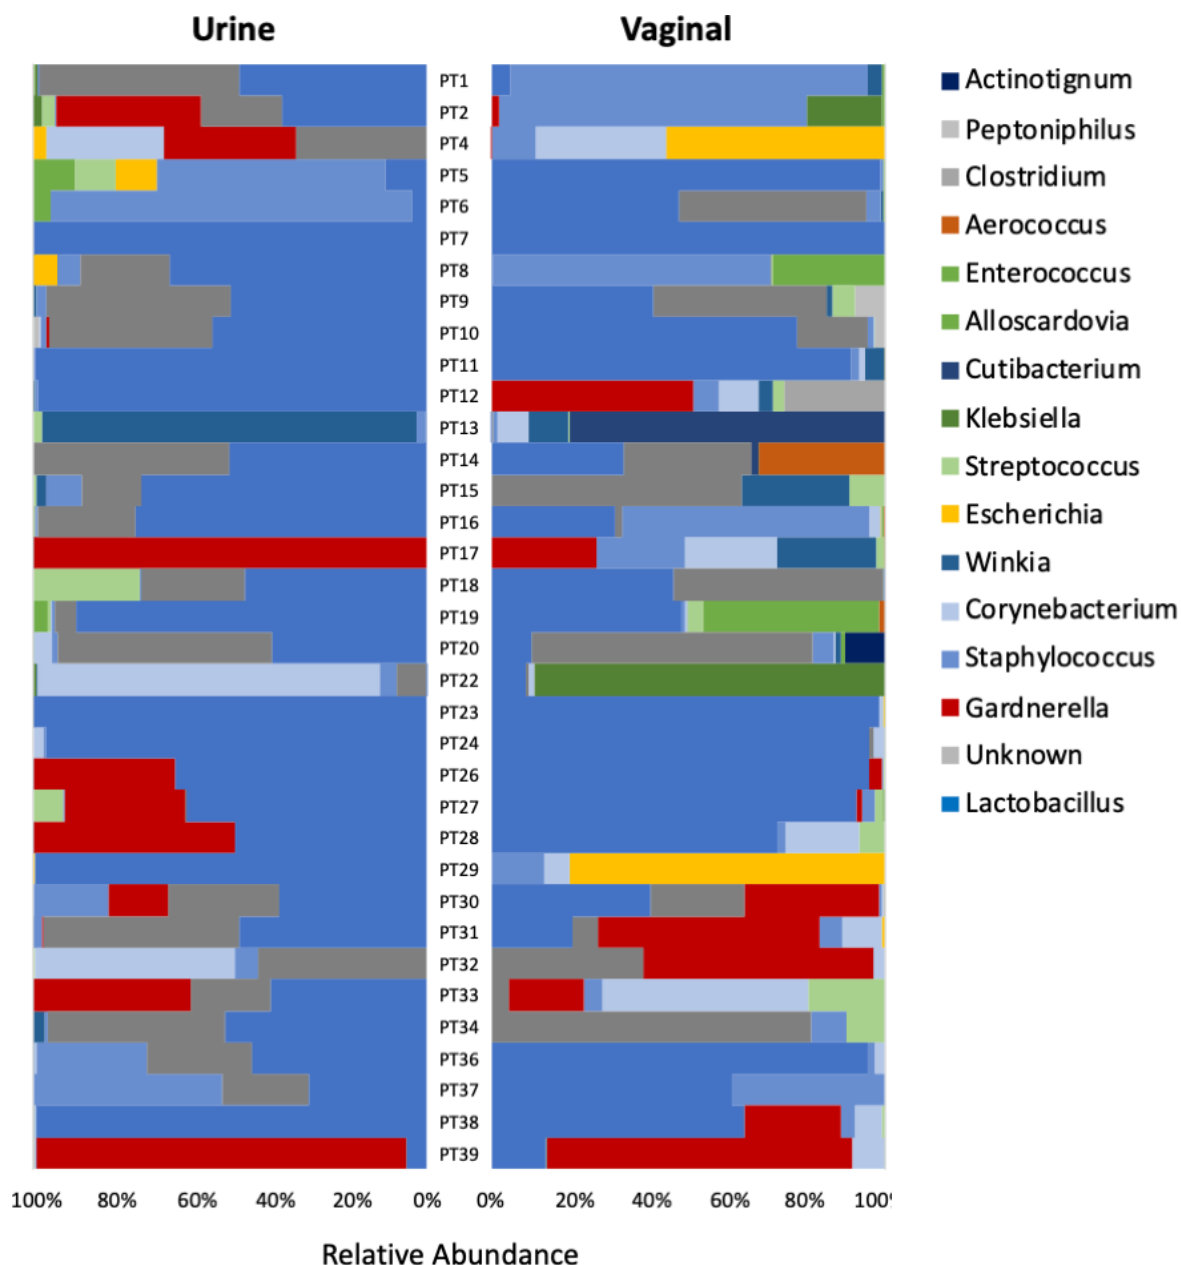 Urine Vaginal
PT1
PT2
PT4
PT5
PT6
PT7
PT8
PT9
PT10
PT11
PT12
PT13
PT14
PT15
PT16
PT17
PT18
PT19
PT20
PT22
PT23
PT24
PT26
PT27
PT28
PT29
PT30
PT31
PT32
PT33
PT34
PT36
PT37
PT38
PT39
Actinotignum
Peptoniphilus
Clostridium
Aerococcus
Enterococcus
Alloscardovia
Cutibacterium
Klebsiella
Streptococcus
Escherichia
Winkia
Corynebacterium
Staphylococcus
Gardnerella
Unknown
Lactobacillus
100% 80% 60% 40% 20% 0% 0% 20% 40% 60% 80% 100%
Relative Abundance